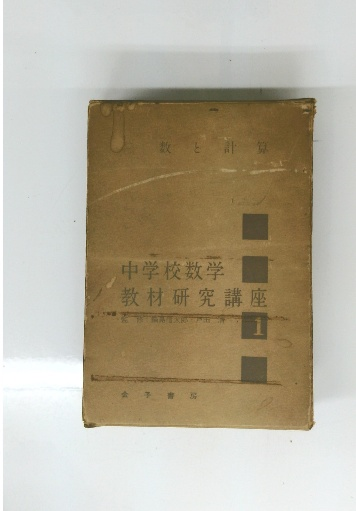 数と計算
中学校数学
教材研究講座
1
金子書房